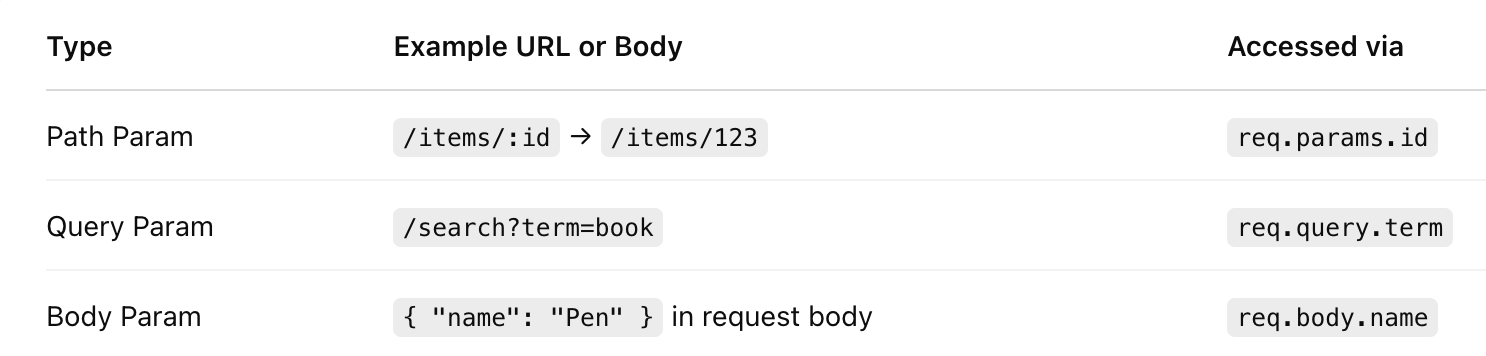 Type Example URL or Body Accessed via
Path Param /items/:id → /items/123 req.params.id
Query Param /search?term=book req.query.term
Body Param { "name": "Pen" } in request body req.body.name